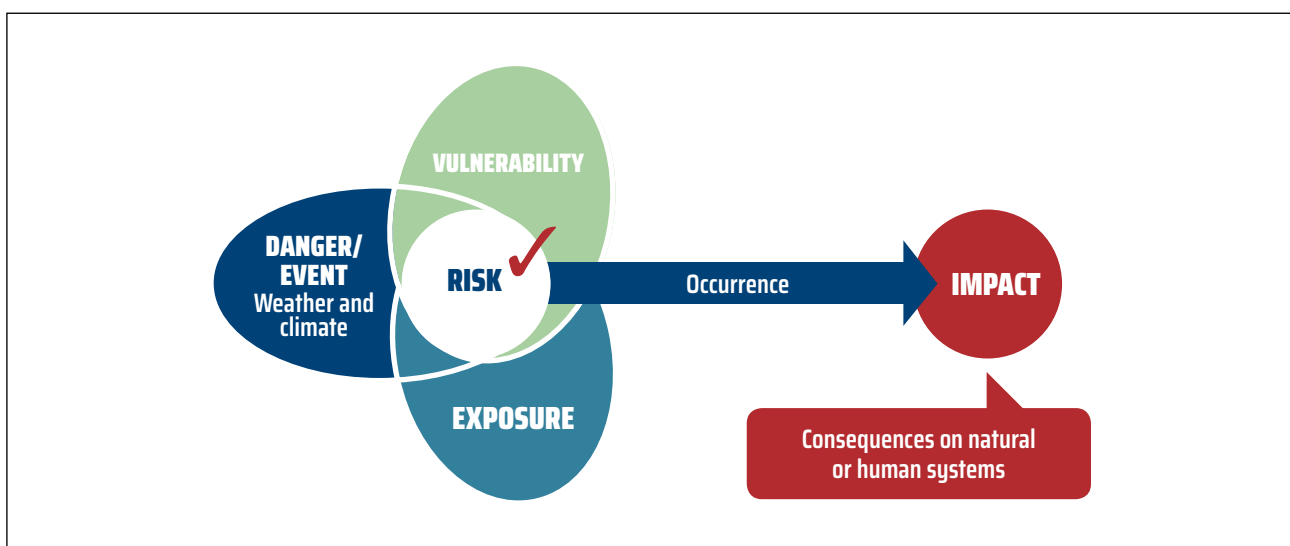 VULNERABILITY
DANGER/
EVENT
Weather and
climate
RISK
Occurrence
IMPACT
EXPOSURE
Consequences on natural
or human systems